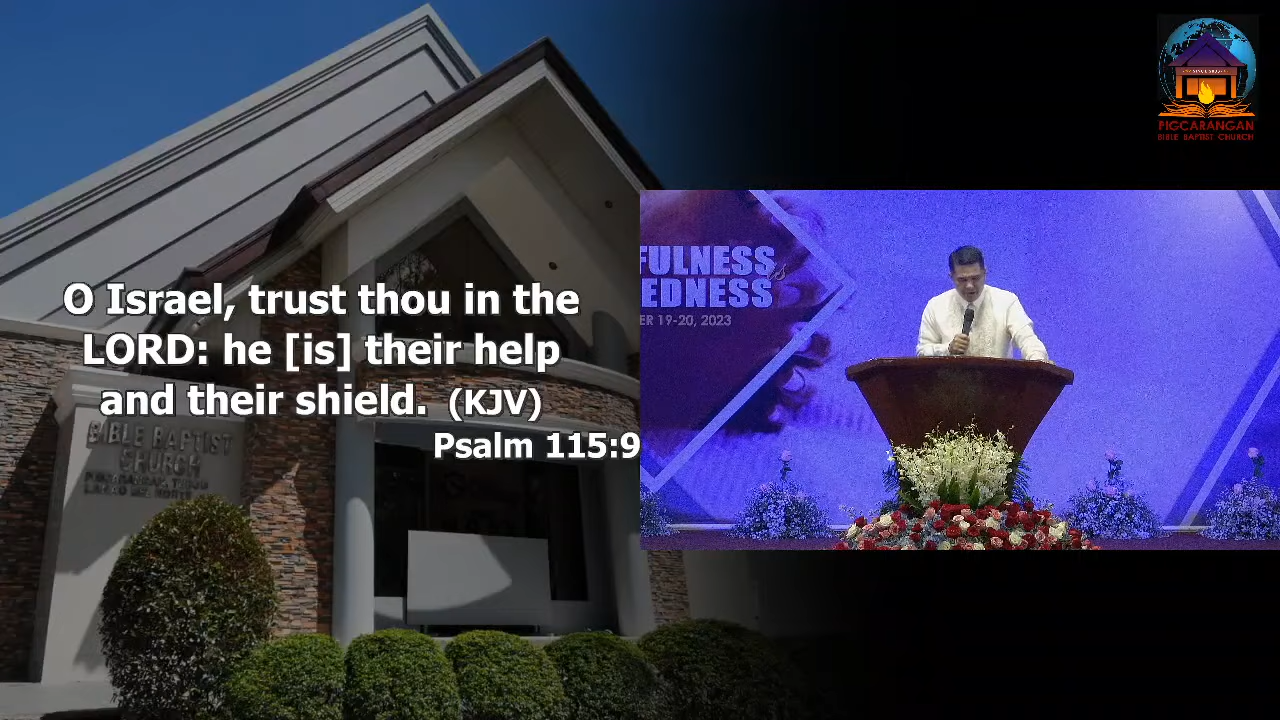 O Israel, trust thou in the
LORD: he [is] their help
and their shield. (KJV)
Psalm 115:9
BIBLE BAPTIST
CHURCH
PIGCARANGAN
BIBLE BAPTIST CHURCH
FULNESS
EDNESS
ER 19-20, 2023